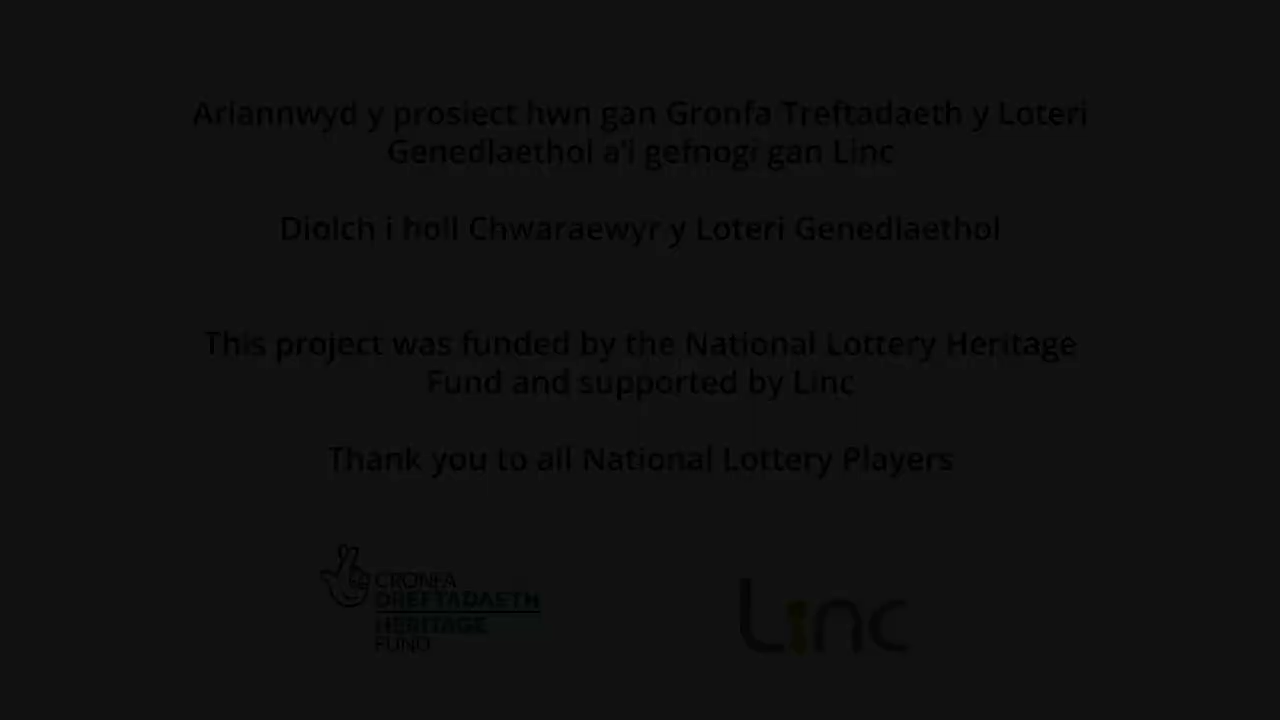 Ariannwyd y prosiect hwn gan Gronfa Treftadaeth y Loteri
Genedlaethol a'i gefnogi gan Linc
Diolch i holl Chwaraewyr y Loteri Genedlaethol
This project was funded by the National Lottery Heritage
Fund and supported by Linc
Thank you to all National Lottery Players
CRONFA
DREFTADAETH
HERITAGE
FUND
Linc